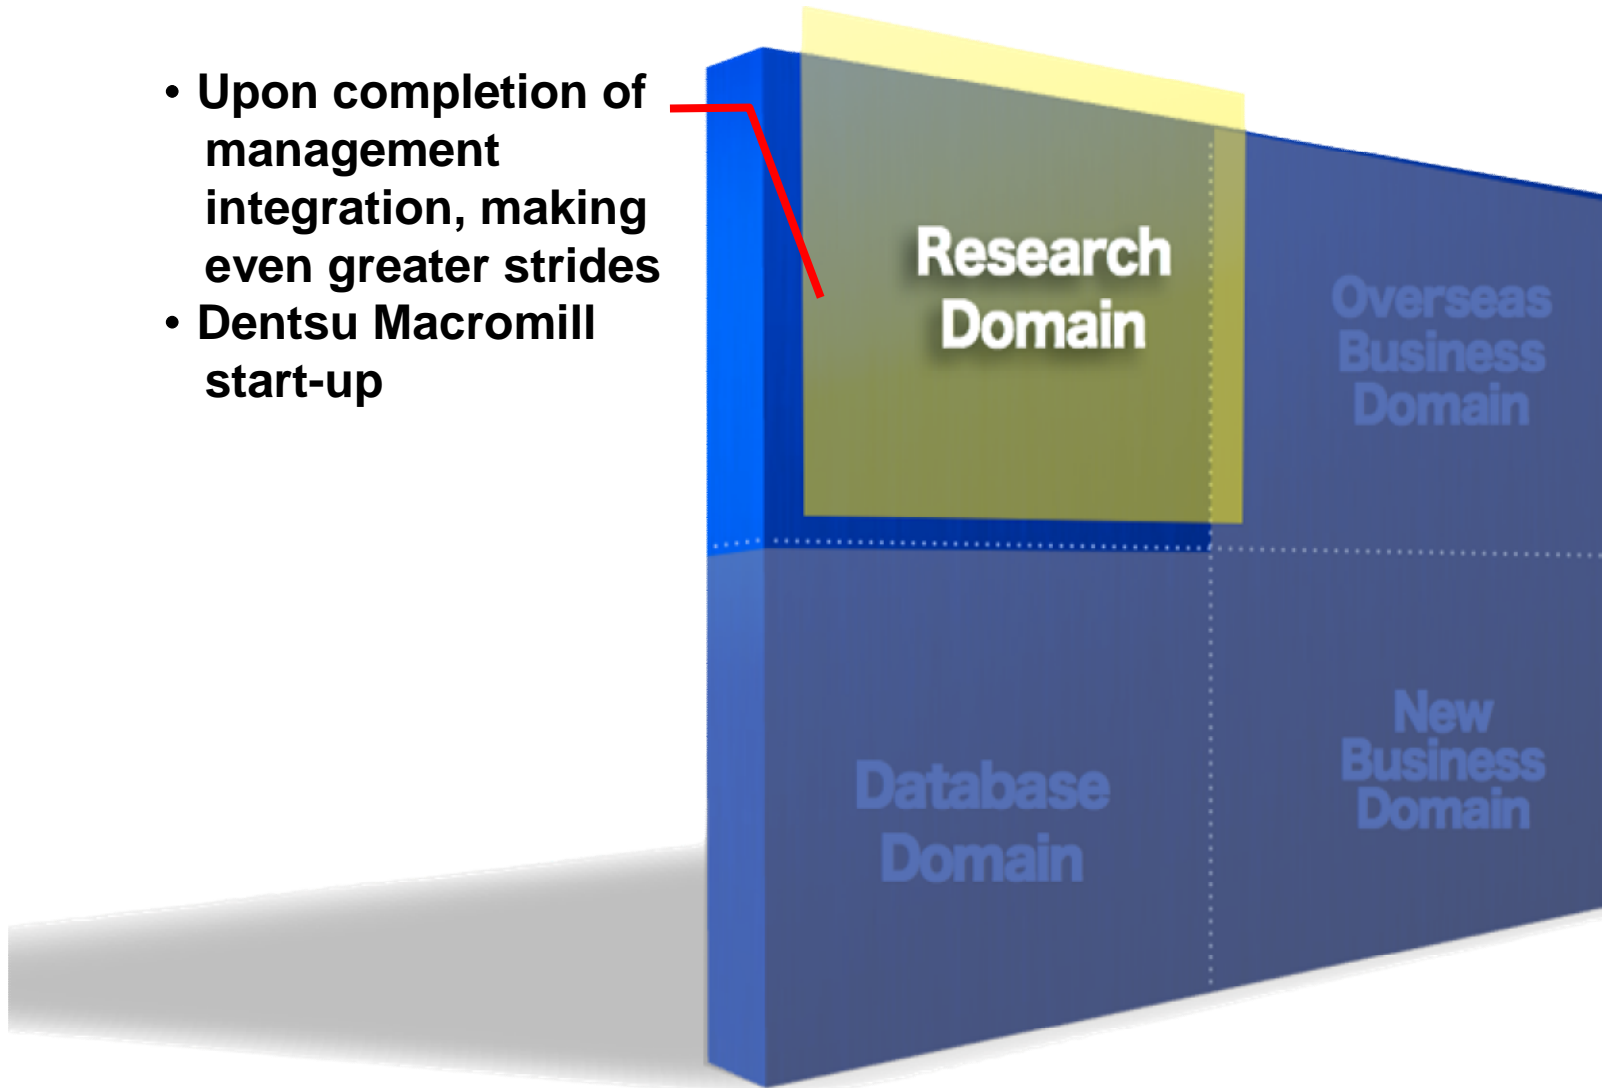 • Upon completion of
management
integration, making
even greater strides
• Dentsu Macromill
start-up
Research
Domain
Overseas
Business
Domain
Database
Domain
New
Business
Domain